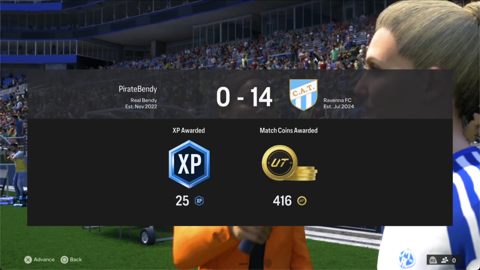 PirateBendy
Real Bendy
Est. Nov 2022
0 - 14
C.A.T.
Ravenna FC
Est. Jul 2024
XP Awarded
XP
25 XP
Match Coins Awarded
UT
416
Advance
Back
0